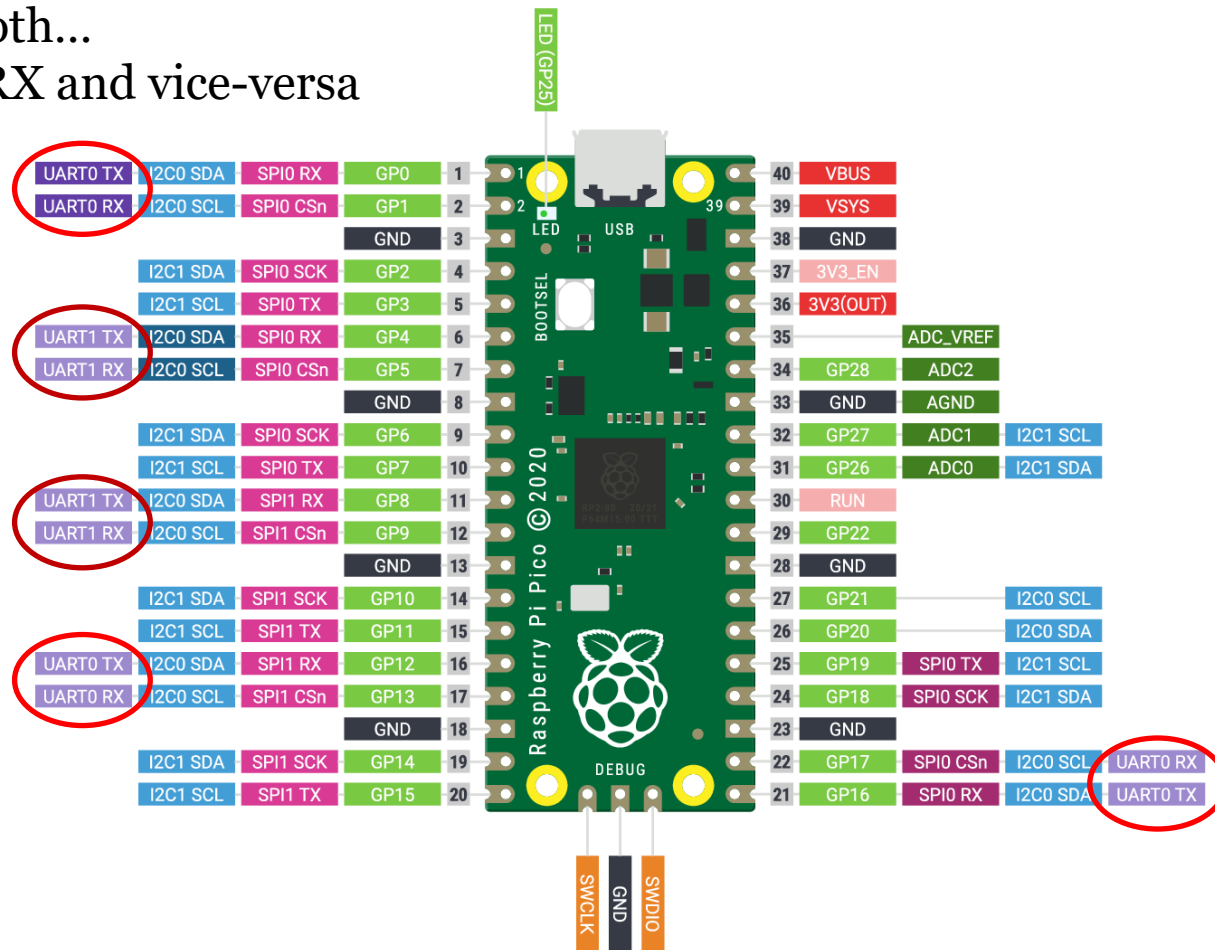 oth...
RX and vice-versa
LED (GP25)
UART0 TX I2C0 SDA SPI0 RX GP0 1 1 40 VBUS
UART0 RX I2C0 SCL SPI0 CSn GP1 2 2 39 39 VSYS
GND 3 LED USB 38 GND
I2C1 SDA SPI0 SCK GP2 4 37 3V3_EN
I2C1 SCL SPI0 TX GP3 5 BOOTSEL 36 3V3(OUT)
UART1 TX I2C0 SDA SPI0 RX GP4 6 35 ADC_VREF
UART1 RX I2C0 SCL SPI0 CSn GP5 7 34 GP28 ADC2
GND 8 33 GND AGND
I2C1 SDA SPI0 SCK GP6 9 32 GP27 ADC1 I2C1 SCL
I2C1 SCL SPI0 TX GP7 10 31 GP26 ADC0 I2C1 SDA
UART1 TX I2C0 SDA SPI1 RX GP8 11 30 RUN
UART1 RX I2C0 SCL SPI1 CSn GP9 12 29 GP22
GND 13 28 GND
I2C1 SDA SPI1 SCK GP10 14 27 GP21 I2C0 SCL
I2C1 SCL SPI1 TX GP11 15 26 GP20 I2C0 SDA
UART0 TX I2C0 SDA SPI1 RX GP12 16 25 GP19 SPI0 TX I2C1 SCL
UART0 RX I2C0 SCL SPI1 CSn GP13 17 24 GP18 SPI0 SCK I2C1 SDA
GND 18 23 GND
I2C1 SDA SPI1 SCK GP14 19 22 GP17 SPI0 CSn I2C0 SCL UART0 RX
I2C1 SCL SPI1 TX GP15 20 21 GP16 SPI0 RX I2C0 SDA UART0 TX
Raspberry Pi Pico ©2020
DEBUG
SWCLK GND SWDIO